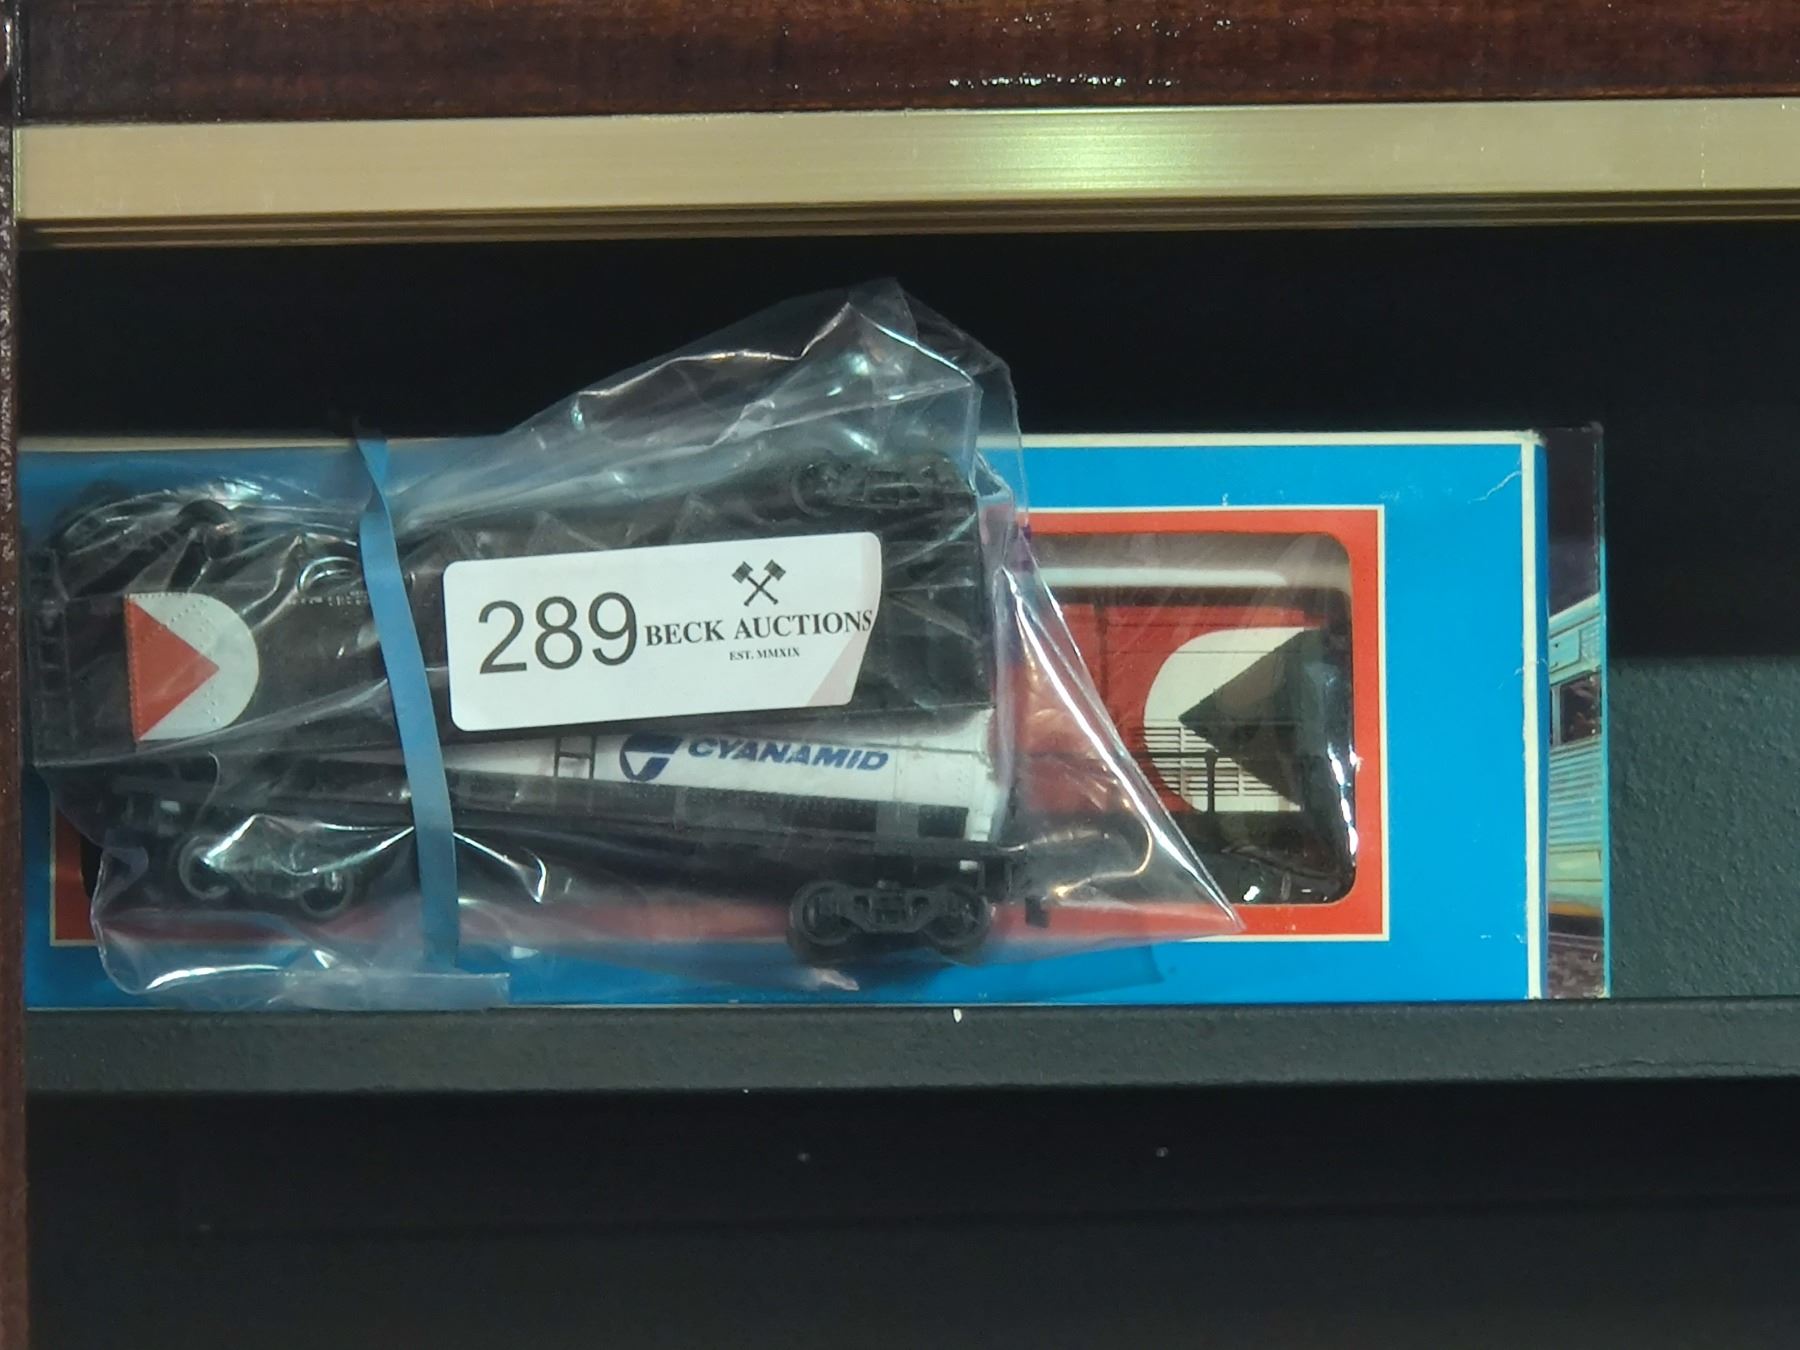 289 BECK AUCTIONS
EST. MMXIX
CYANAMID